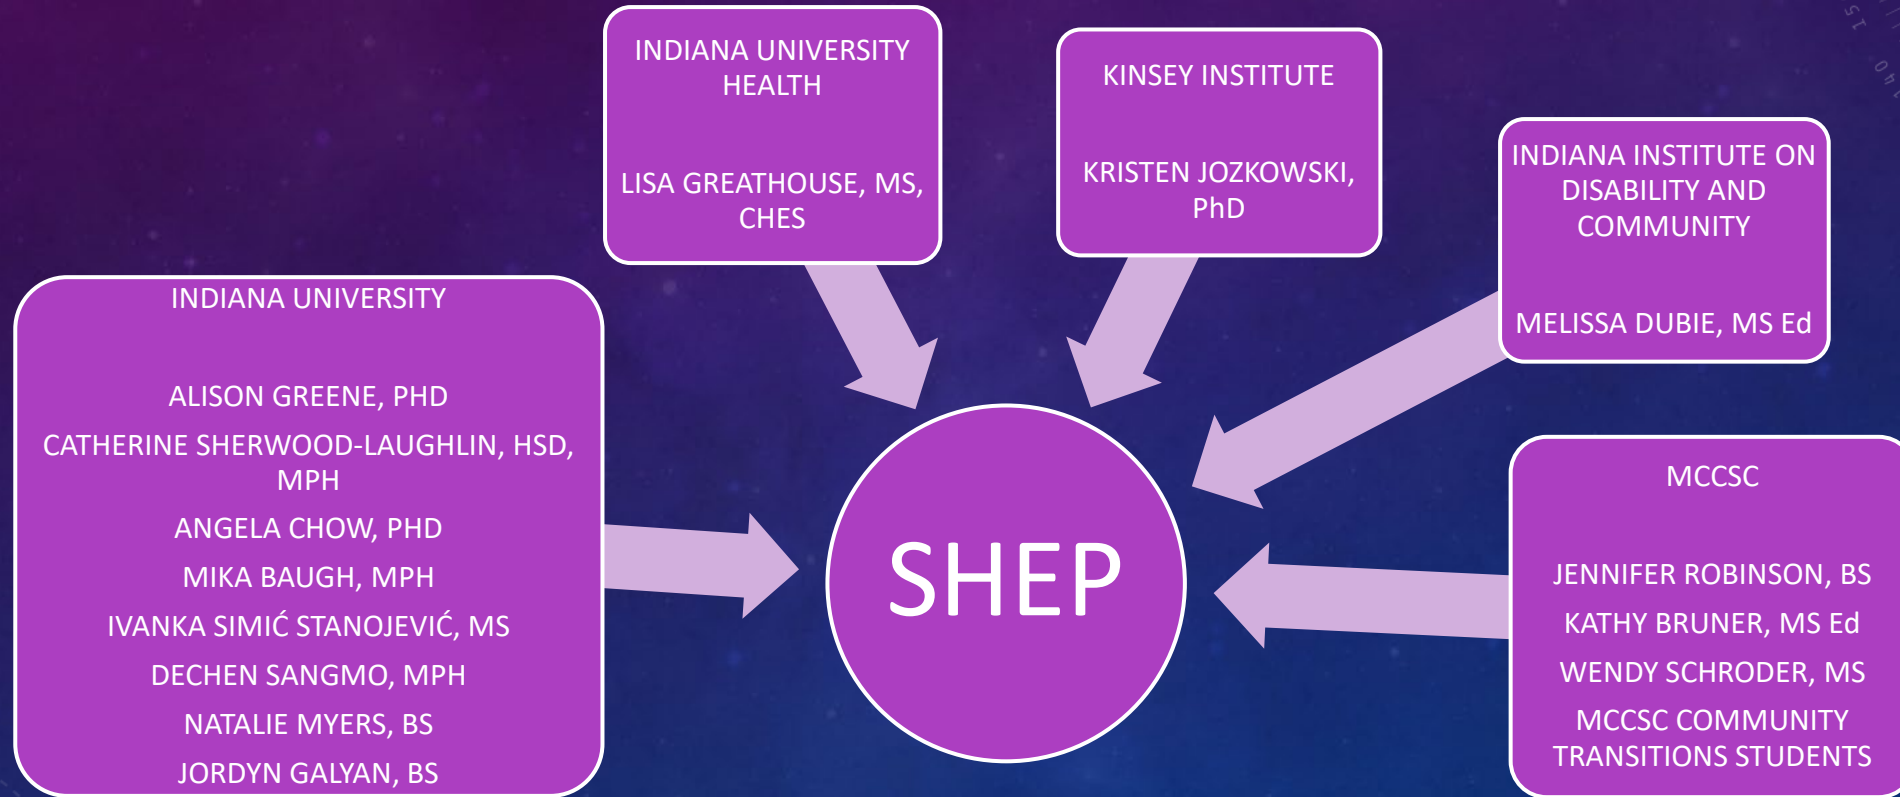 INDIANA UNIVERSITY
HEALTH
LISA GREATHOUSE, MS,
CHES
KINSEY INSTITUTE
KRISTEN JOZKOWSKI,
PhD
INDIANA INSTITUTE ON
DISABILITY AND
COMMUNITY
MELISSA DUBIE, MS Ed
INDIANA UNIVERSITY
ALISON GREENE, PHD
CATHERINE SHERWOOD-LAUGHLIN, HSD,
MPH
ANGELA CHOW, PHD
MIKA BAUGH, MPH
IVANKA SIMIĆ STANOJEVIĆ, MS
DECHEN SANGMO, MPH
NATALIE MYERS, BS
JORDYN GALYAN, BS
SHEP
MCCSC
JENNIFER ROBINSON, BS
KATHY BRUNER, MS Ed
WENDY SCHRODER, MS
MCCSC COMMUNITY
TRANSITIONS STUDENTS